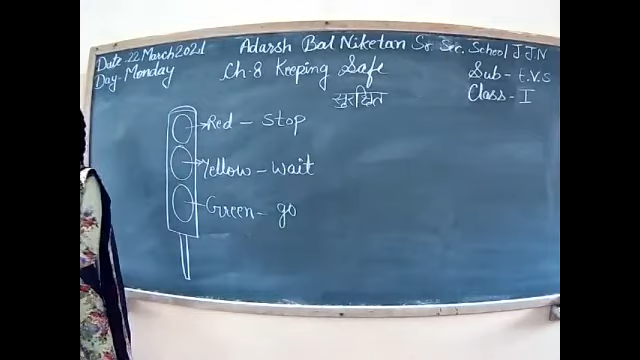 Date - 22 March 2021 Adarsh Bal Niketan Sr Sec. School JJN
Day - Monday Ch-8 Keeping Safe Sub - E.V.S
सुरक्षित Class - I
Red - Stop
Yellow - wait
Green - go